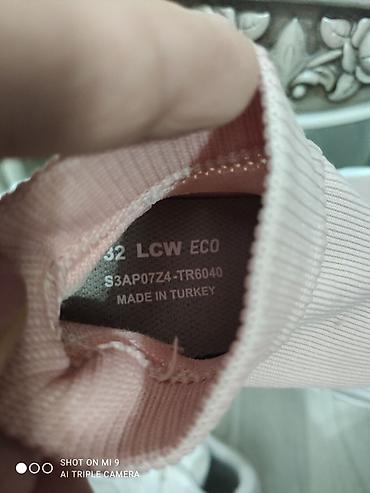 32 LCW ECO
S3AP07Z4-TR6040
MADE IN TURKEY
SHOT ON MI 9
AI TRIPLE CAMERA